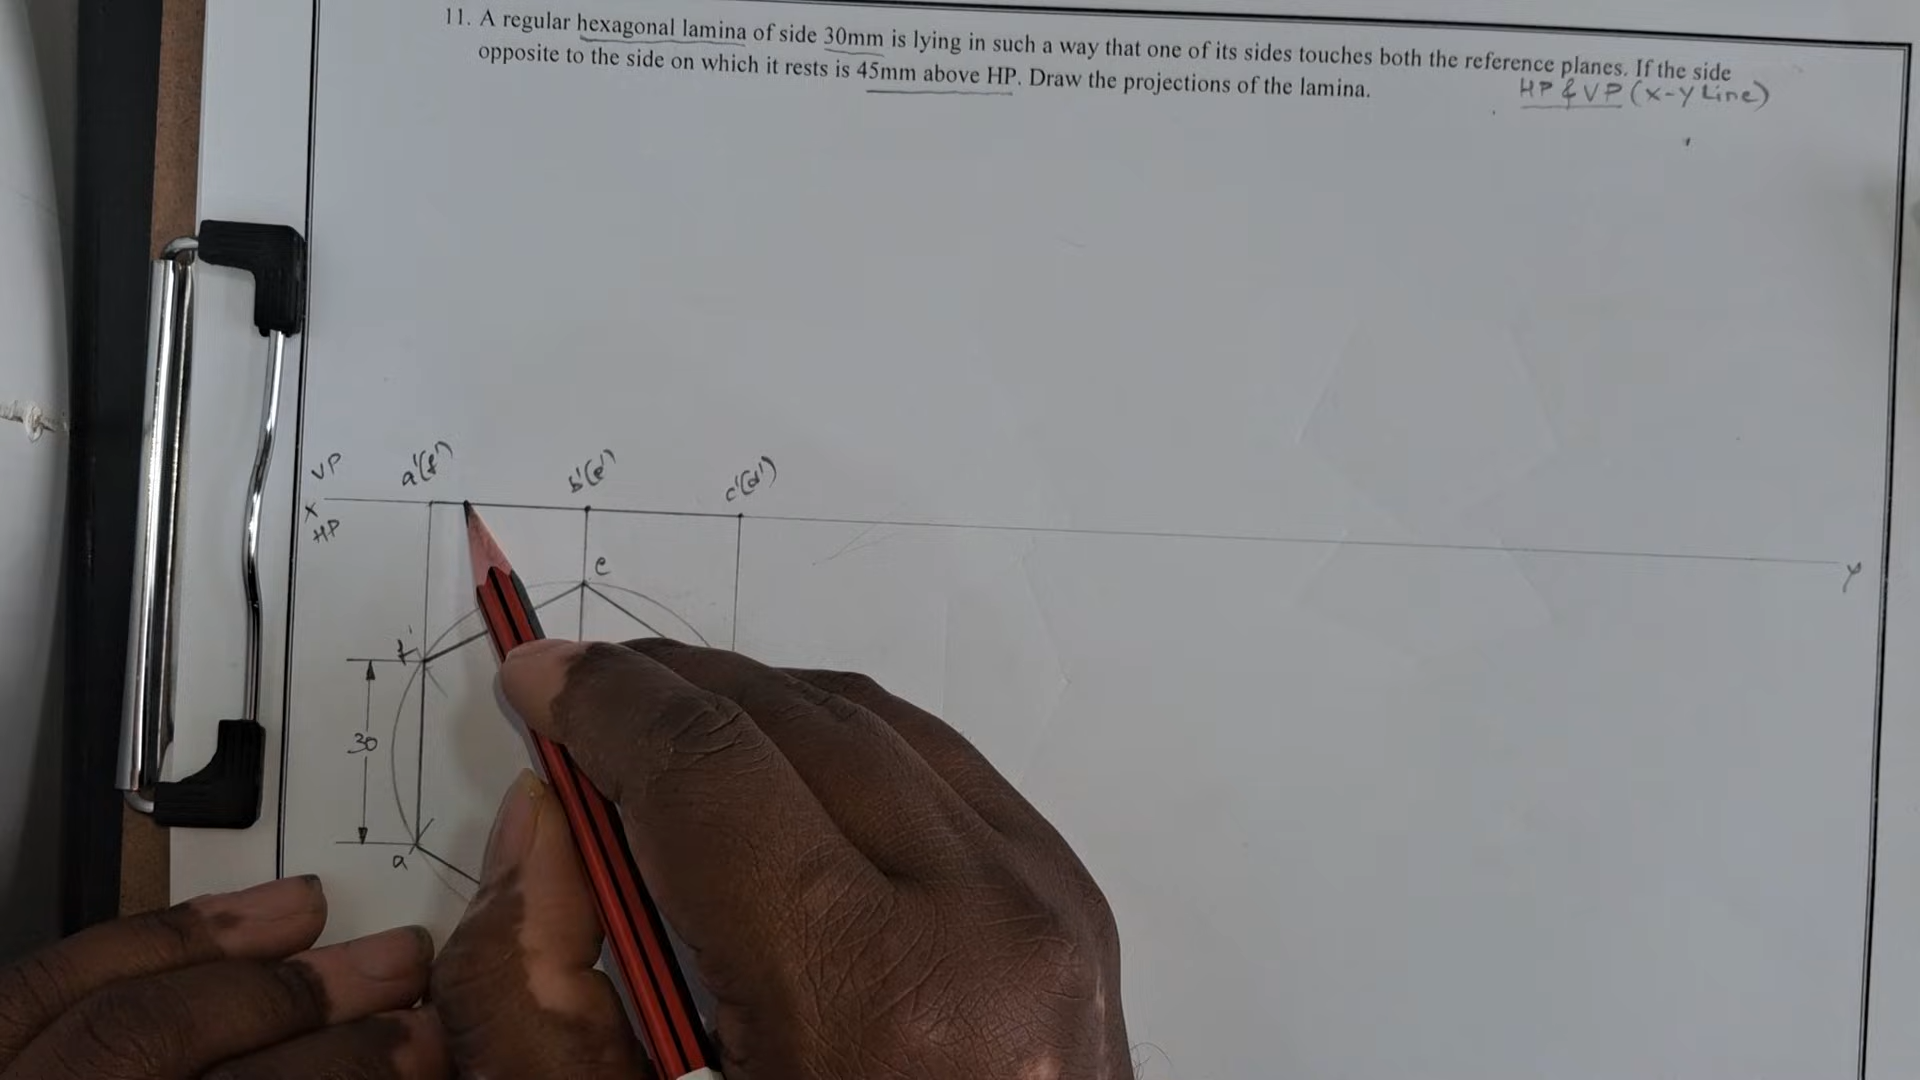 11. A regular hexagonal lamina of side 30mm is lying in such a way that one of its sides touches both the reference planes. If the side
opposite to the side on which it rests is 45mm above HP. Draw the projections of the lamina.
HP & VP (X-Y Line)
VP
X
HP
a'(f')
b'(e')
c'(d')
Y
e
f
30
a